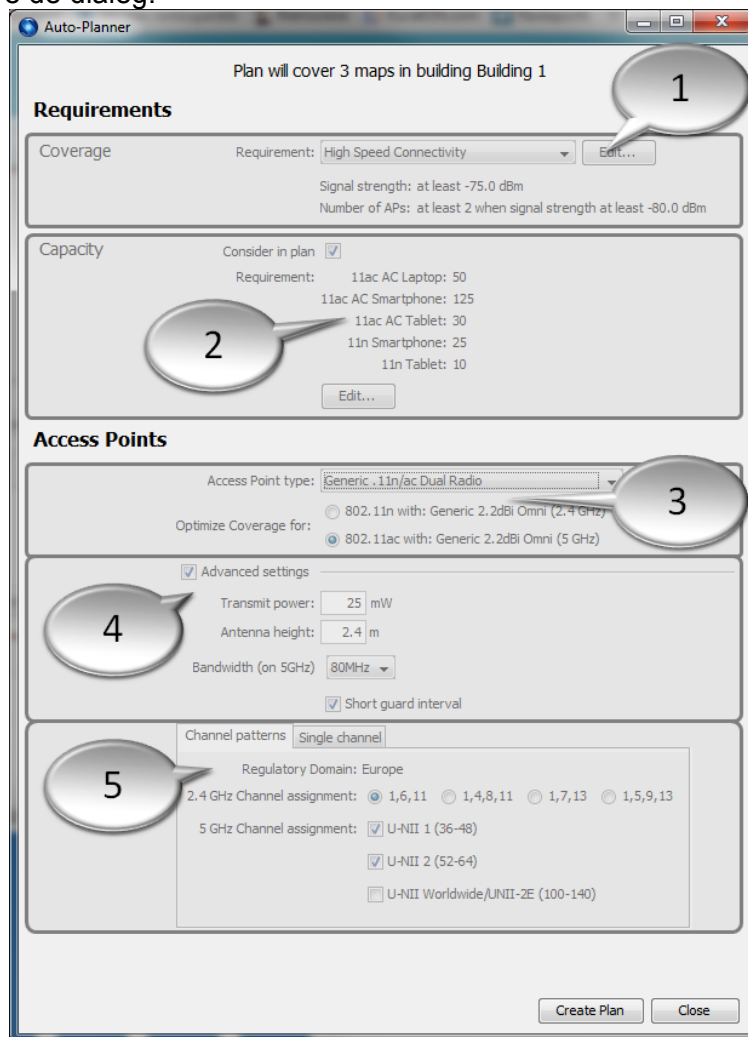 Auto-Planner
Plan will cover 3 maps in building Building 1
1
Requirements
Coverage
Requirement: High Speed Connectivity Edit...
Signal strength: at least -75.0 dBm
Number of APs: at least 2 when signal strength at least -80.0 dBm
Capacity
Consider in plan
Requirement: 11ac AC Laptop: 50
11ac AC Smartphone: 125
11ac AC Tablet: 30
11n Smartphone: 25
11n Tablet: 10
2
Edit...
Access Points
Access Point type: Generic .11n/ac Dual Radio
Optimize Coverage for:
802.11n with: Generic 2.2dBi Omni (2.4 GHz)
802.11ac with: Generic 2.2dBi Omni (5 GHz)
3
Advanced settings
Transmit power: 25 mW
Antenna height: 2.4 m
Bandwidth (on 5GHz) 80MHz
Short guard interval
4
Channel patterns Single channel
Regulatory Domain: Europe
2.4 GHz Channel assignment: 1,6,11 1,4,8,11 1,7,13 1,5,9,13
5 GHz Channel assignment: U-NII 1 (36-48)
U-NII 2 (52-64)
U-NII Worldwide/UNII-2E (100-140)
5
Create Plan Close